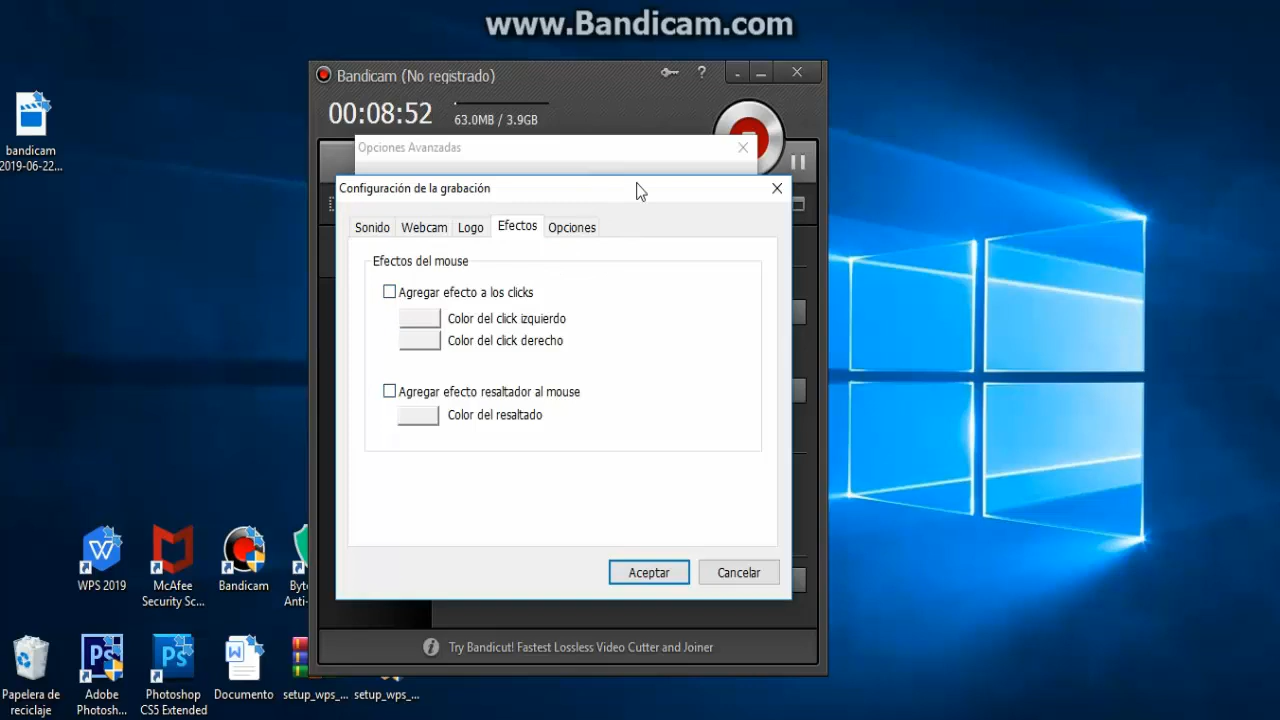 www.Bandicam.com
Bandicam (No registrado)
?
00:08:52
63.0MB / 3.9GB
Opciones Avanzadas
Configuración de la grabación
Sonido
Webcam
Logo
Efectos
Opciones
Efectos del mouse
Agregar efecto a los clicks
Color del click izquierdo
Color del click derecho
Agregar efecto resaltador al mouse
Color del resaltado
Aceptar
Cancelar
Try Bandicut! Fastest Lossless Video Cutter and Joiner
bandicam
2019-06-22...
WPS 2019
McAfee
Security Sc...
Bandicam
Byt
Anti-
Papelera de
reciclaje
Adobe
Photosh...
Photoshop
CS5 Extended
Documento
setup_wps_...
setup_wps_...